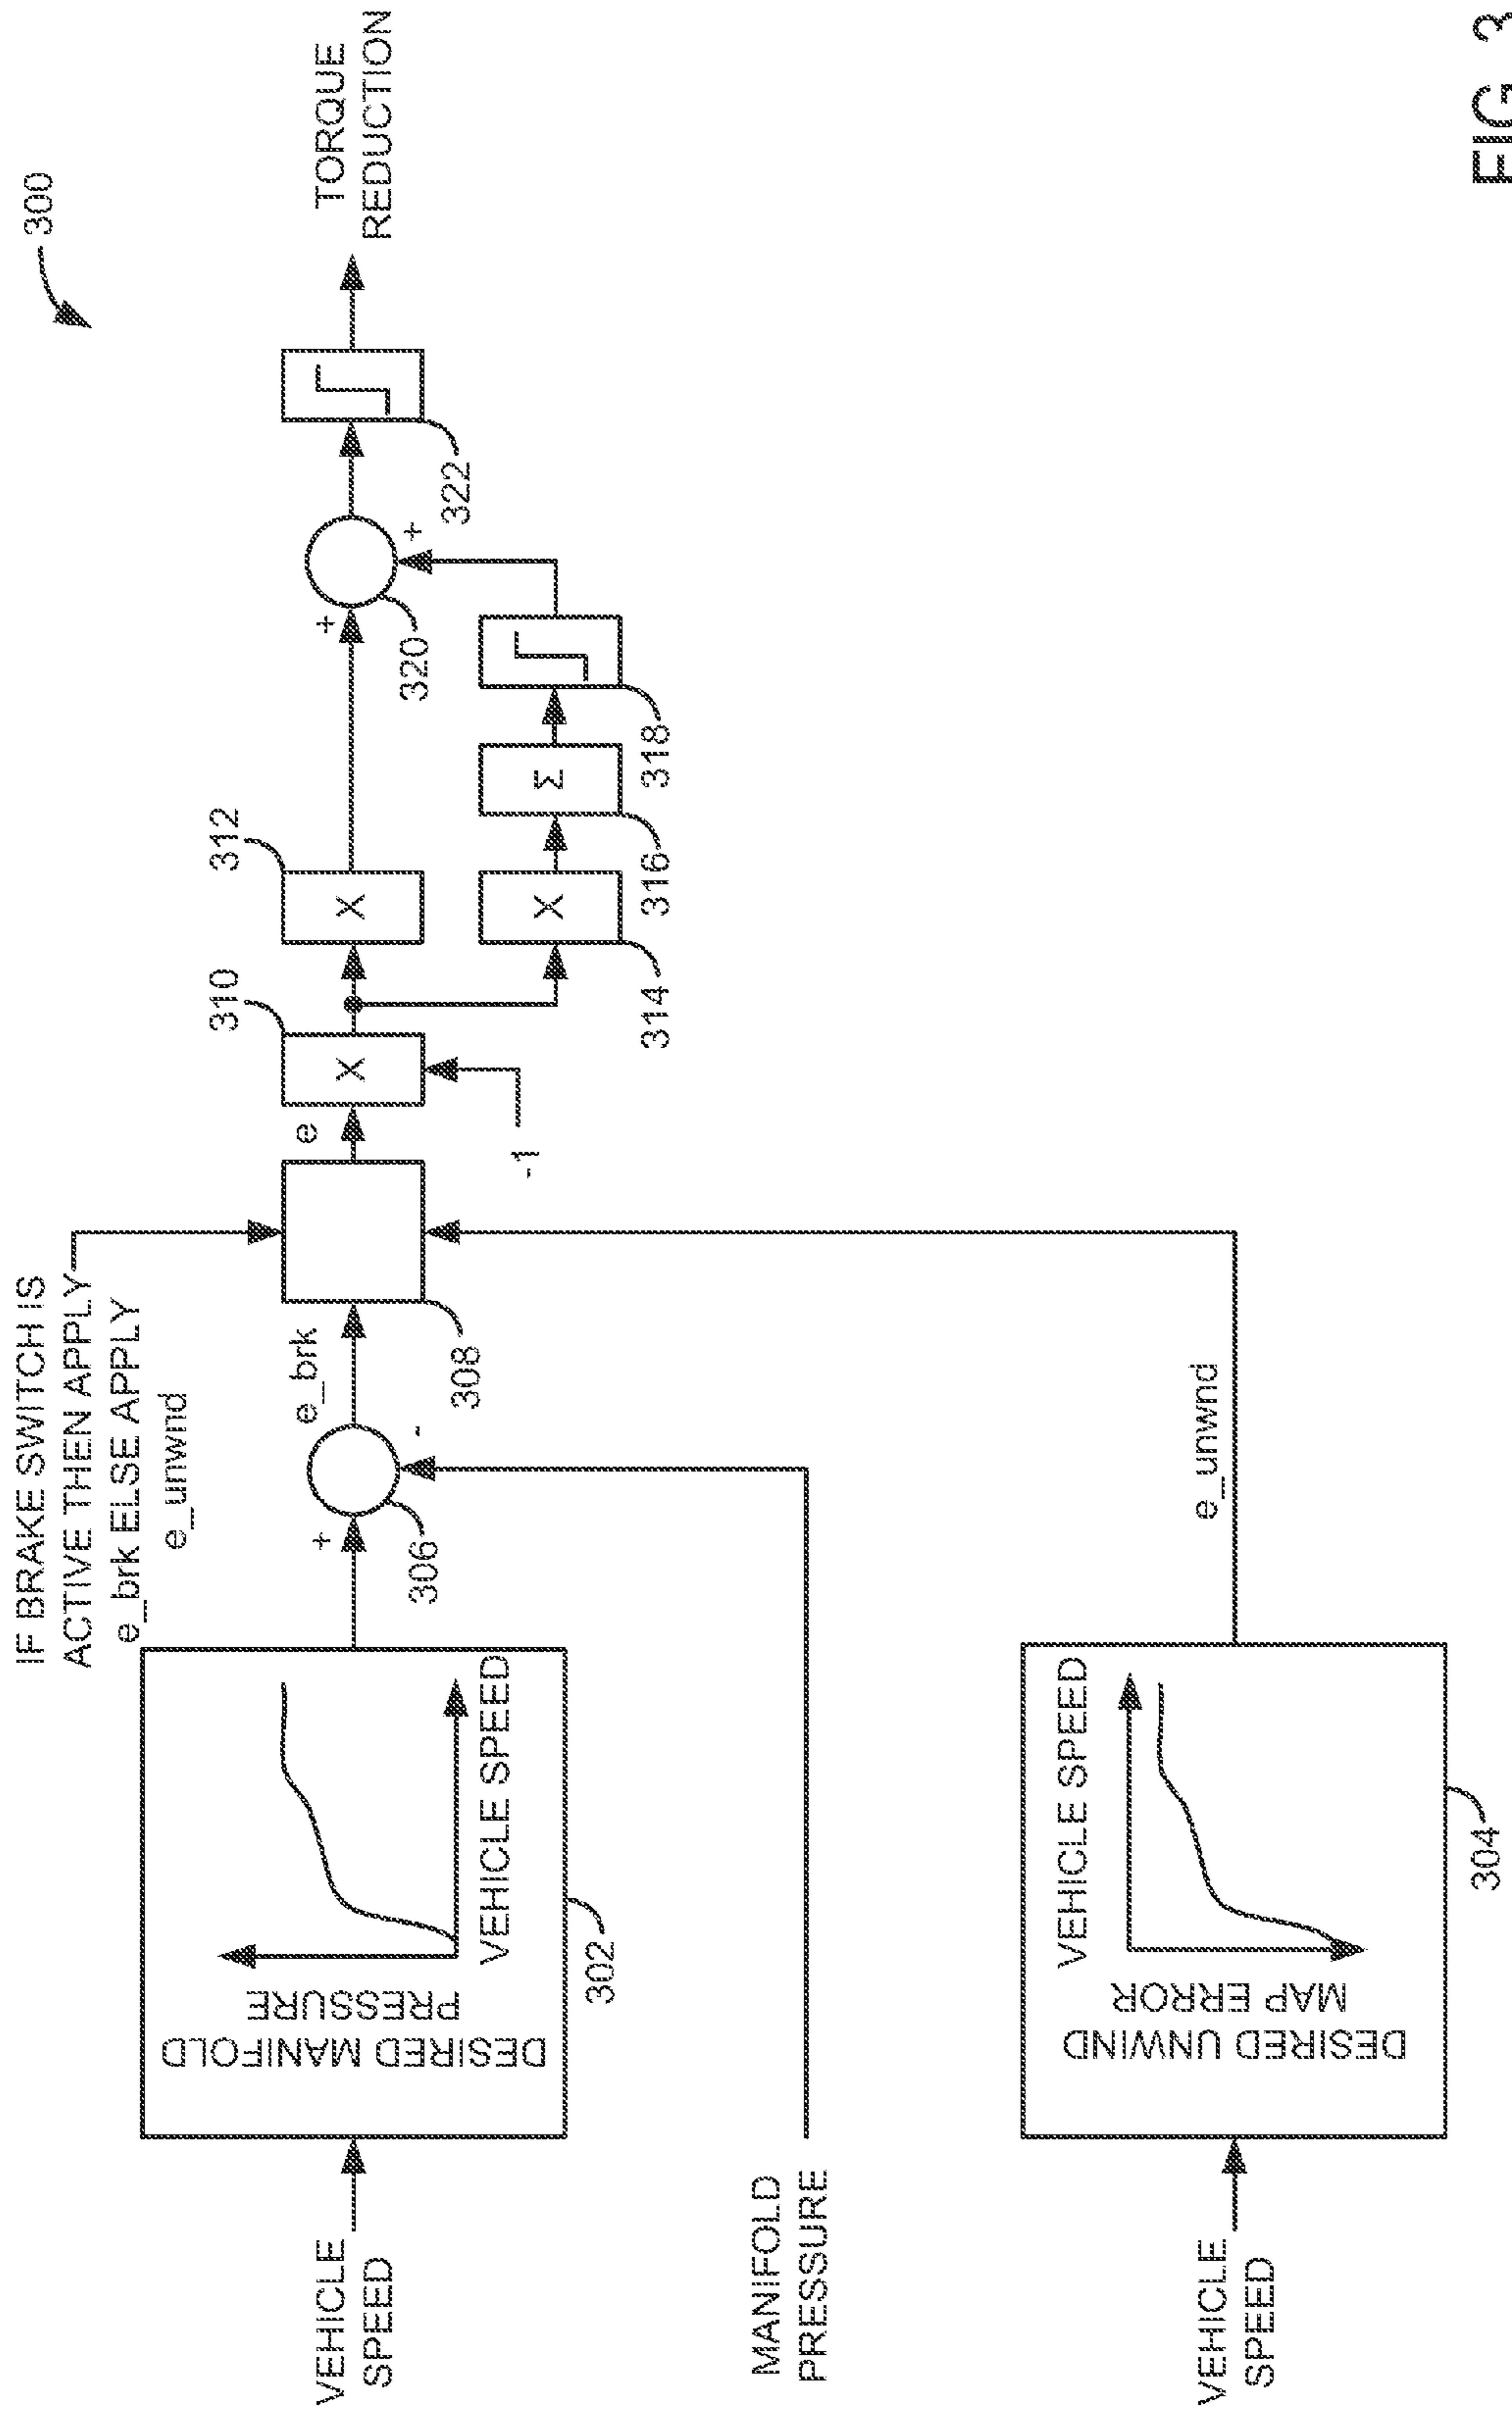 300
IF BRAKE SWITCH IS
ACTIVE THEN APPLY
e_brk ELSE APPLY
e_unwnd
VEHICLE
SPEED
DESIRED MANIFOLD
PRESSURE
VEHICLE SPEED
302
+
-
306
e_brk
308
e
-1
X
310
X
312
X
314
Σ
316
318
+
+
320
322
TORQUE
REDUCTION
MANIFOLD
PRESSURE
VEHICLE
SPEED
DESIRED UNWIND
MAP ERROR
VEHICLE SPEED
304
e_unwnd
FIG. 3